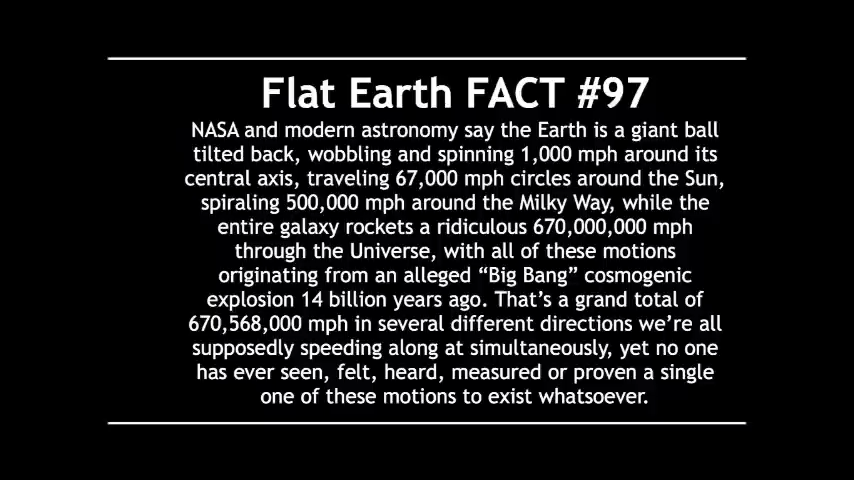 Flat Earth FACT #97
NASA and modern astronomy say the Earth is a giant ball
tilted back, wobbling and spinning 1,000 mph around its
central axis, traveling 67,000 mph circles around the Sun,
spiraling 500,000 mph around the Milky Way, while the
entire galaxy rockets a ridiculous 670,000,000 mph
through the Universe, with all of these motions
originating from an alleged “Big Bang” cosmogenic
explosion 14 billion years ago. That’s a grand total of
670,568,000 mph in several different directions we’re all
supposedly speeding along at simultaneously, yet no one
has ever seen, felt, heard, measured or proven a single
one of these motions to exist whatsoever.